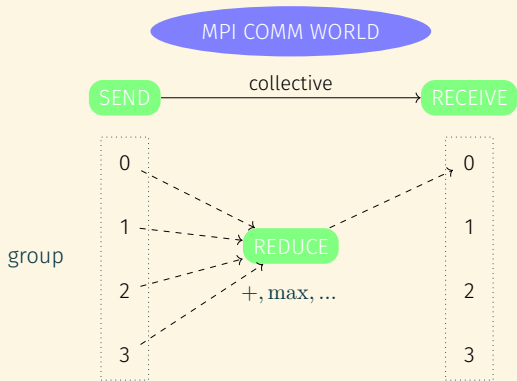 MPI COMM WORLD
SEND
collective
RECEIVE
0
0
1
1
REDUCE
group
2
+, max, ...
2
3
3